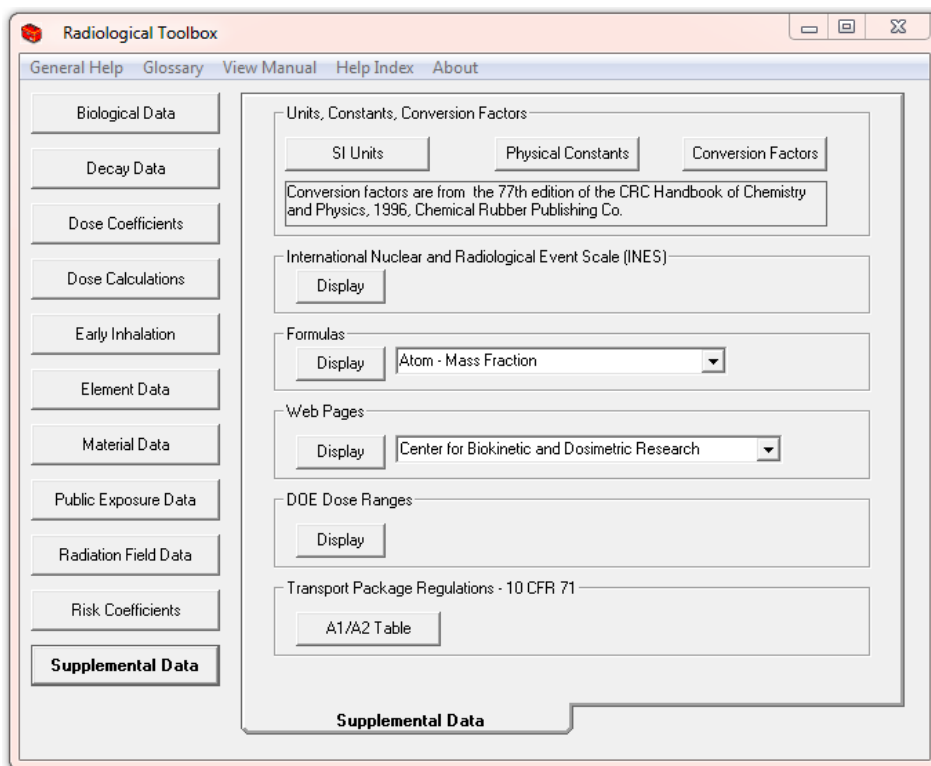 Radiological Toolbox
General Help Glossary View Manual Help Index About
Biological Data
Decay Data
Dose Coefficients
Dose Calculations
Early Inhalation
Element Data
Material Data
Public Exposure Data
Radiation Field Data
Risk Coefficients
Supplemental Data
Units, Constants, Conversion Factors
SI Units Physical Constants Conversion Factors
Conversion factors are from the 77th edition of the CRC Handbook of Chemistry
and Physics, 1996, Chemical Rubber Publishing Co.
International Nuclear and Radiological Event Scale (INES)
Display
Formulas
Display Atom - Mass Fraction
Web Pages
Display Center for Biokinetic and Dosimetric Research
DOE Dose Ranges
Display
Transport Package Regulations - 10 CFR 71
A1/A2 Table
Supplemental Data